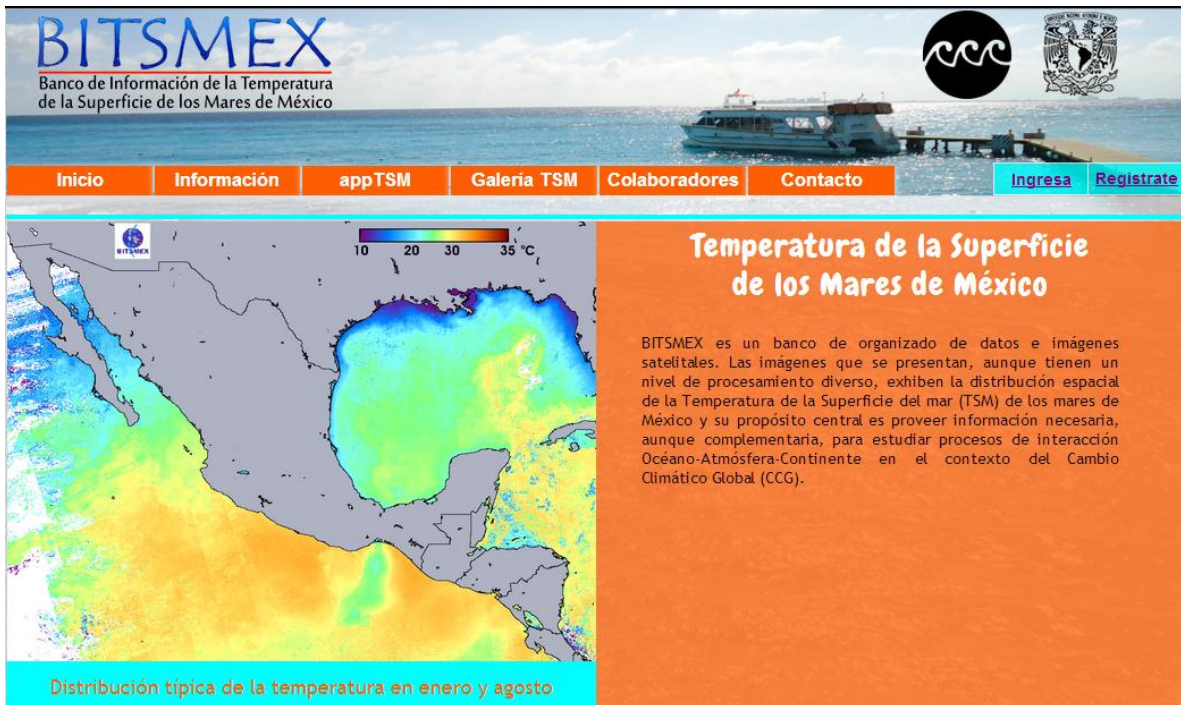 BITSMEX
Banco de Información de la Temperatura
de la Superficie de los Mares de México
Inicio Información appTSM Galería TSM Colaboradores Contacto Ingresa Registrate
BITSMEX
10 20 30 35 °C
Temperatura de la Superficie
de los Mares de México
BITSMEX es un banco de organizado de datos e imágenes
satelitales. Las imágenes que se presentan, aunque tienen un
nivel de procesamiento diverso, exhiben la distribución espacial
de la Temperatura de la Superficie del mar (TSM) de los mares de
México y su propósito central es proveer información necesaria,
aunque complementaria, para estudiar procesos de interacción
Océano-Atmósfera-Continente en el contexto del Cambio
Climático Global (CCG).
Distribución típica de la temperatura en enero y agosto